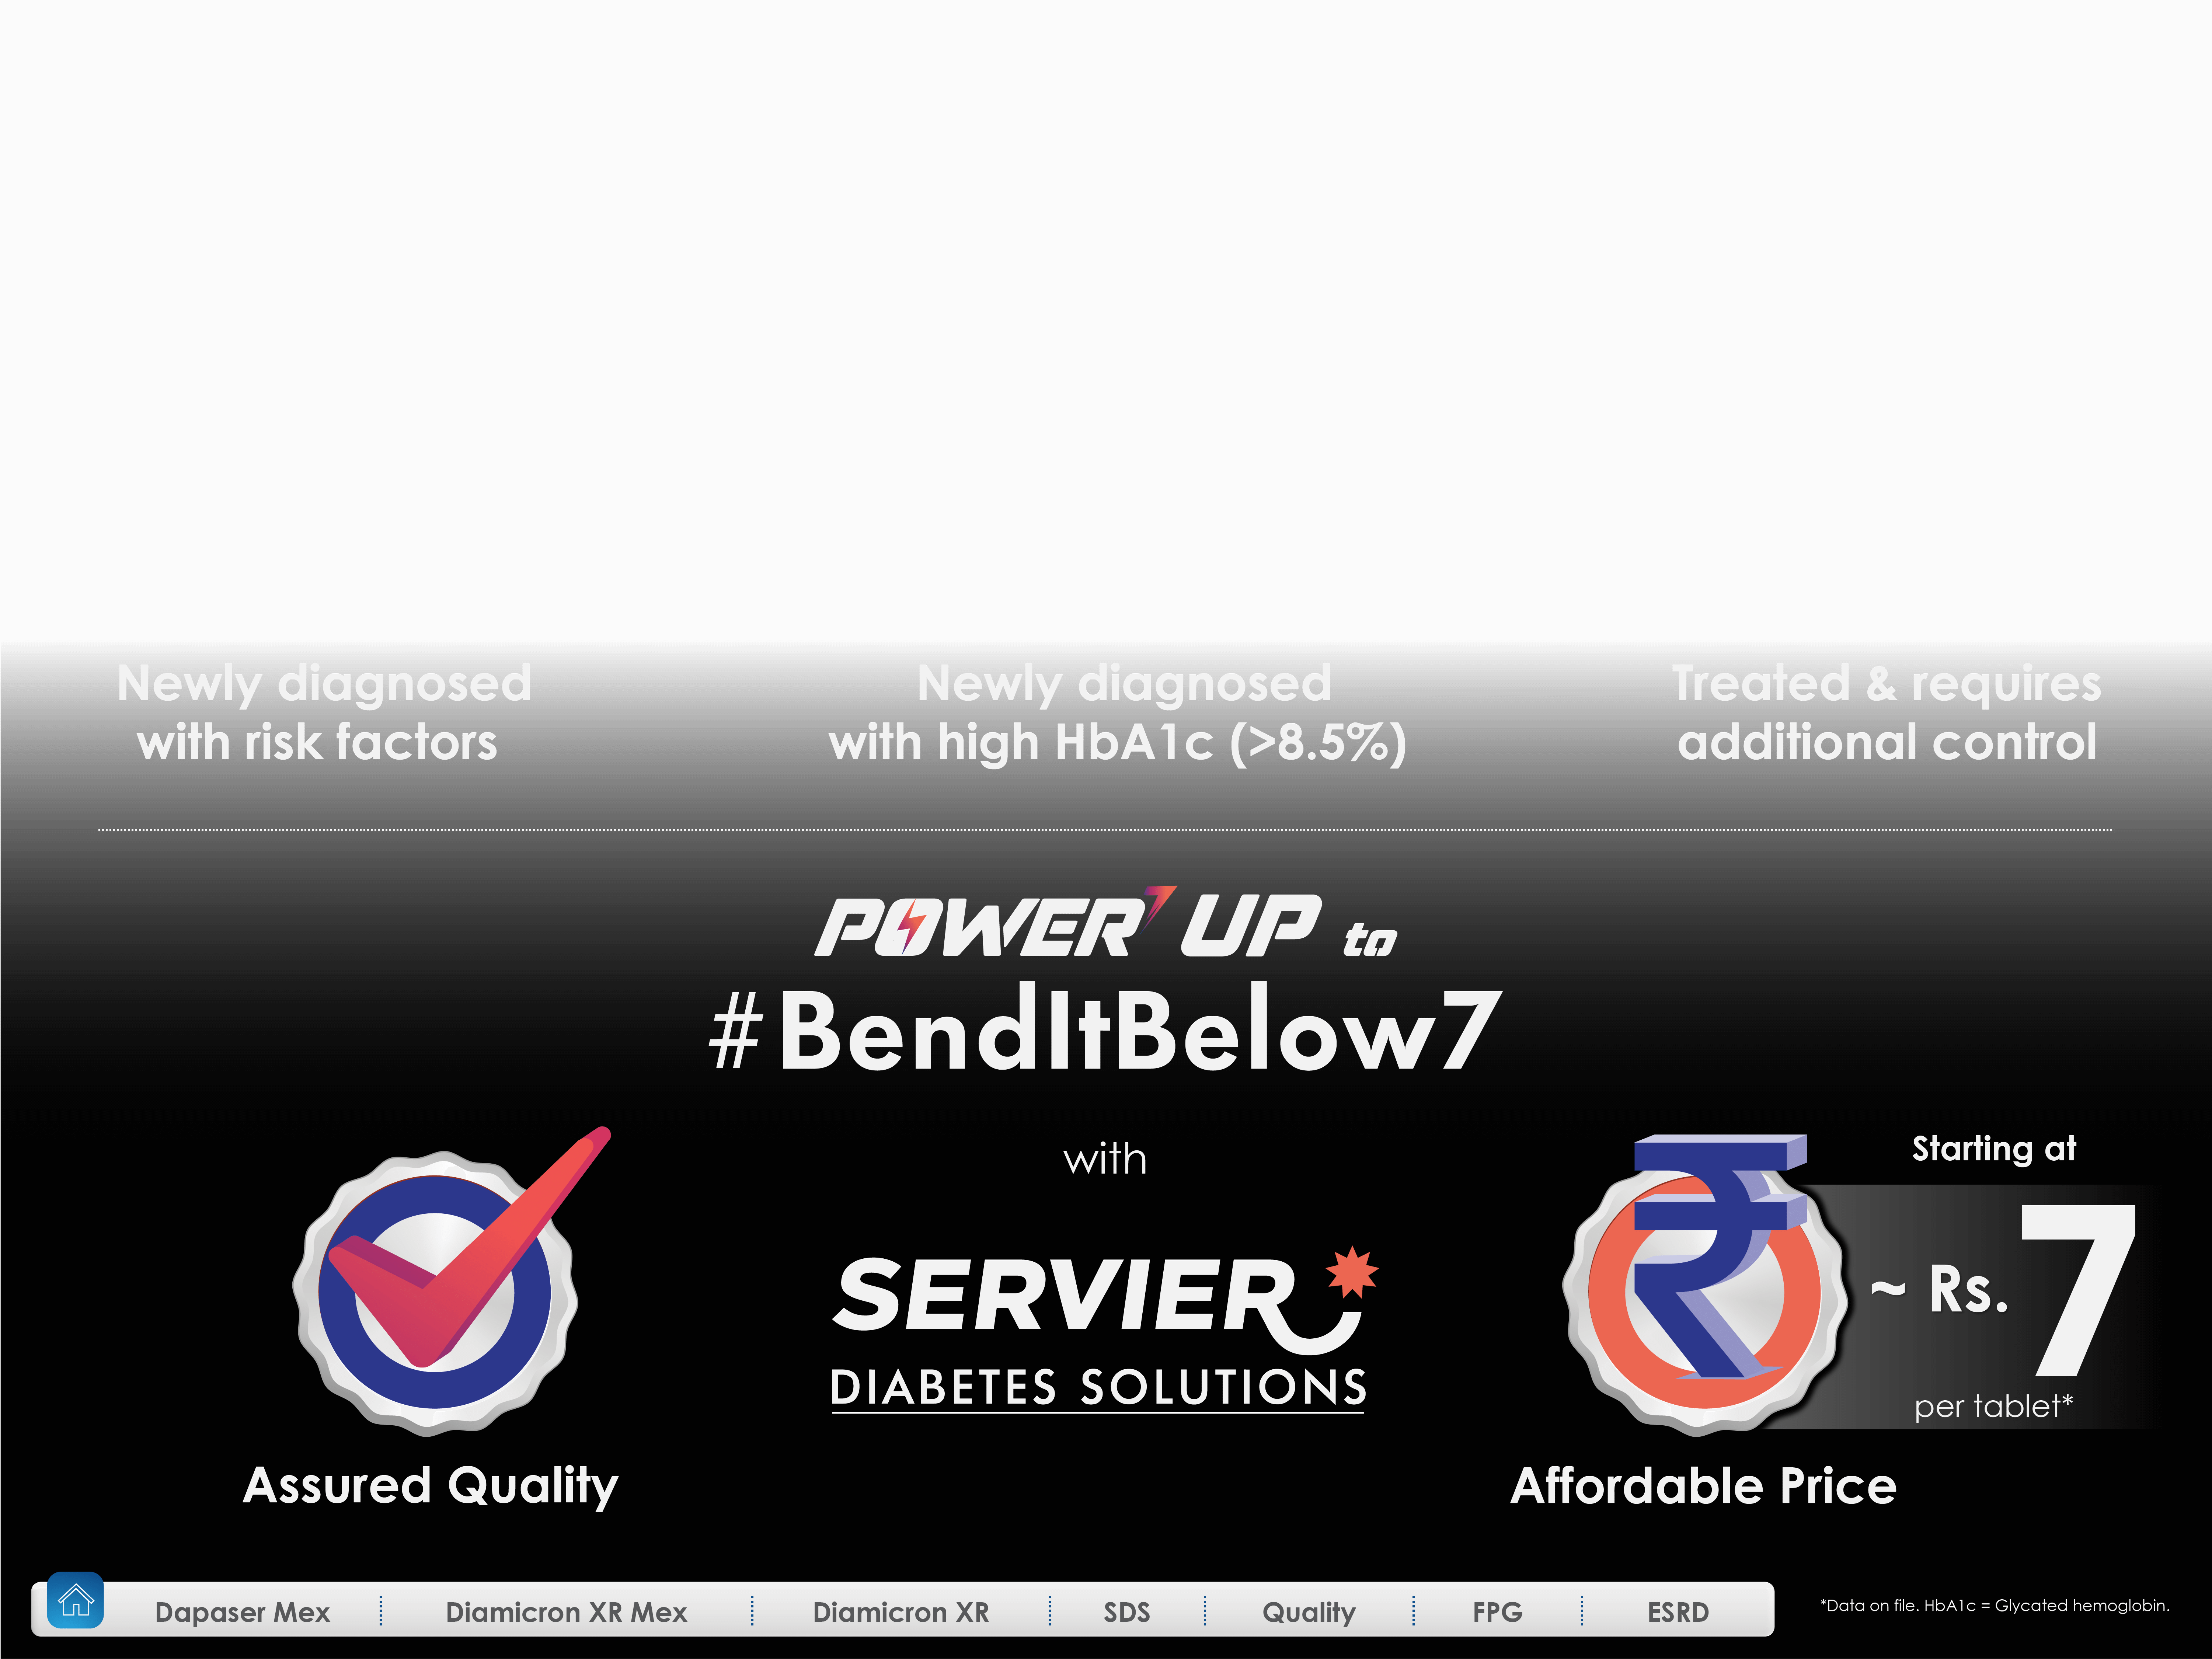 Newly diagnosed
with risk factors
Newly diagnosed
with high HbA1c (>8.5%)
Treated & requires
additional control
POWER UP to
#BendItBelow7
with
SERVIER
DIABETES SOLUTIONS
Assured Quality
Starting at
~ Rs. 7
per tablet*
Affordable Price
Dapaser Mex
Diamicron XR Mex
Diamicron XR
SDS
Quality
FPG
ESRD
*Data on file. HbA1c = Glycated hemoglobin.